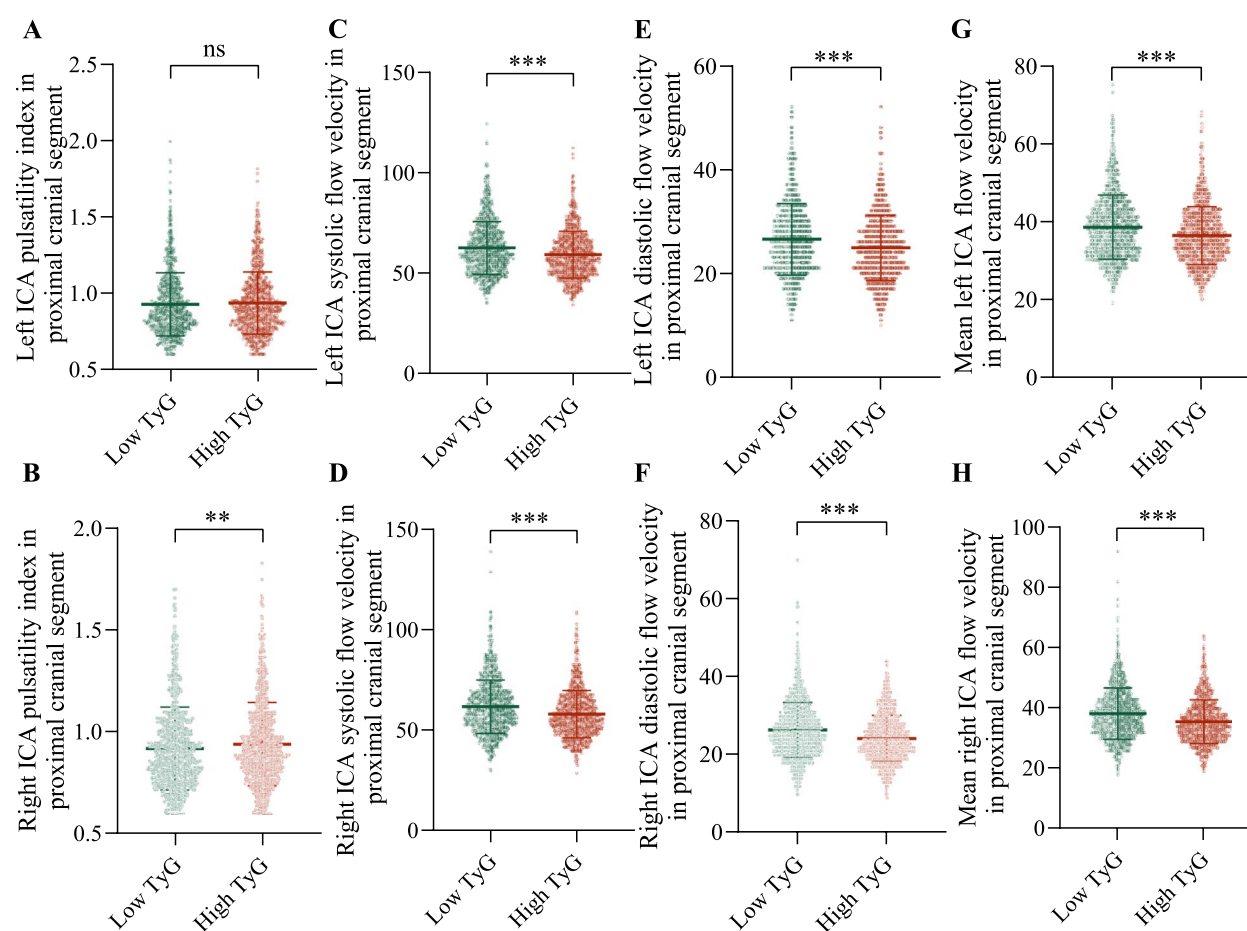 A
Left ICA pulsatility index in
proximal cranial segment
2.5
2.0
1.5
1.0
0.5
ns
Low TyG
High TyG
C
Left ICA systolic flow velocity in
proximal cranial segment
150
100
50
0
***
Low TyG
High TyG
E
Left ICA diastolic flow velocity
in proximal cranial segment
60
40
20
0
***
Low TyG
High TyG
G
Mean left ICA flow velocity
in proximal cranial segment
80
60
40
20
0
***
Low TyG
High TyG
B
Right ICA pulsatility index in
proximal cranial segment
2.0
1.5
1.0
0.5
**
Low TyG
High TyG
D
Right ICA systolic flow velocity in
proximal cranial segment
150
100
50
0
***
Low TyG
High TyG
F
Right ICA diastolic flow velocity
in proximal cranial segment
80
60
40
20
0
***
Low TyG
High TyG
H
Mean right ICA flow velocity
in proximal cranial segment
100
80
60
40
20
0
***
Low TyG
High TyG